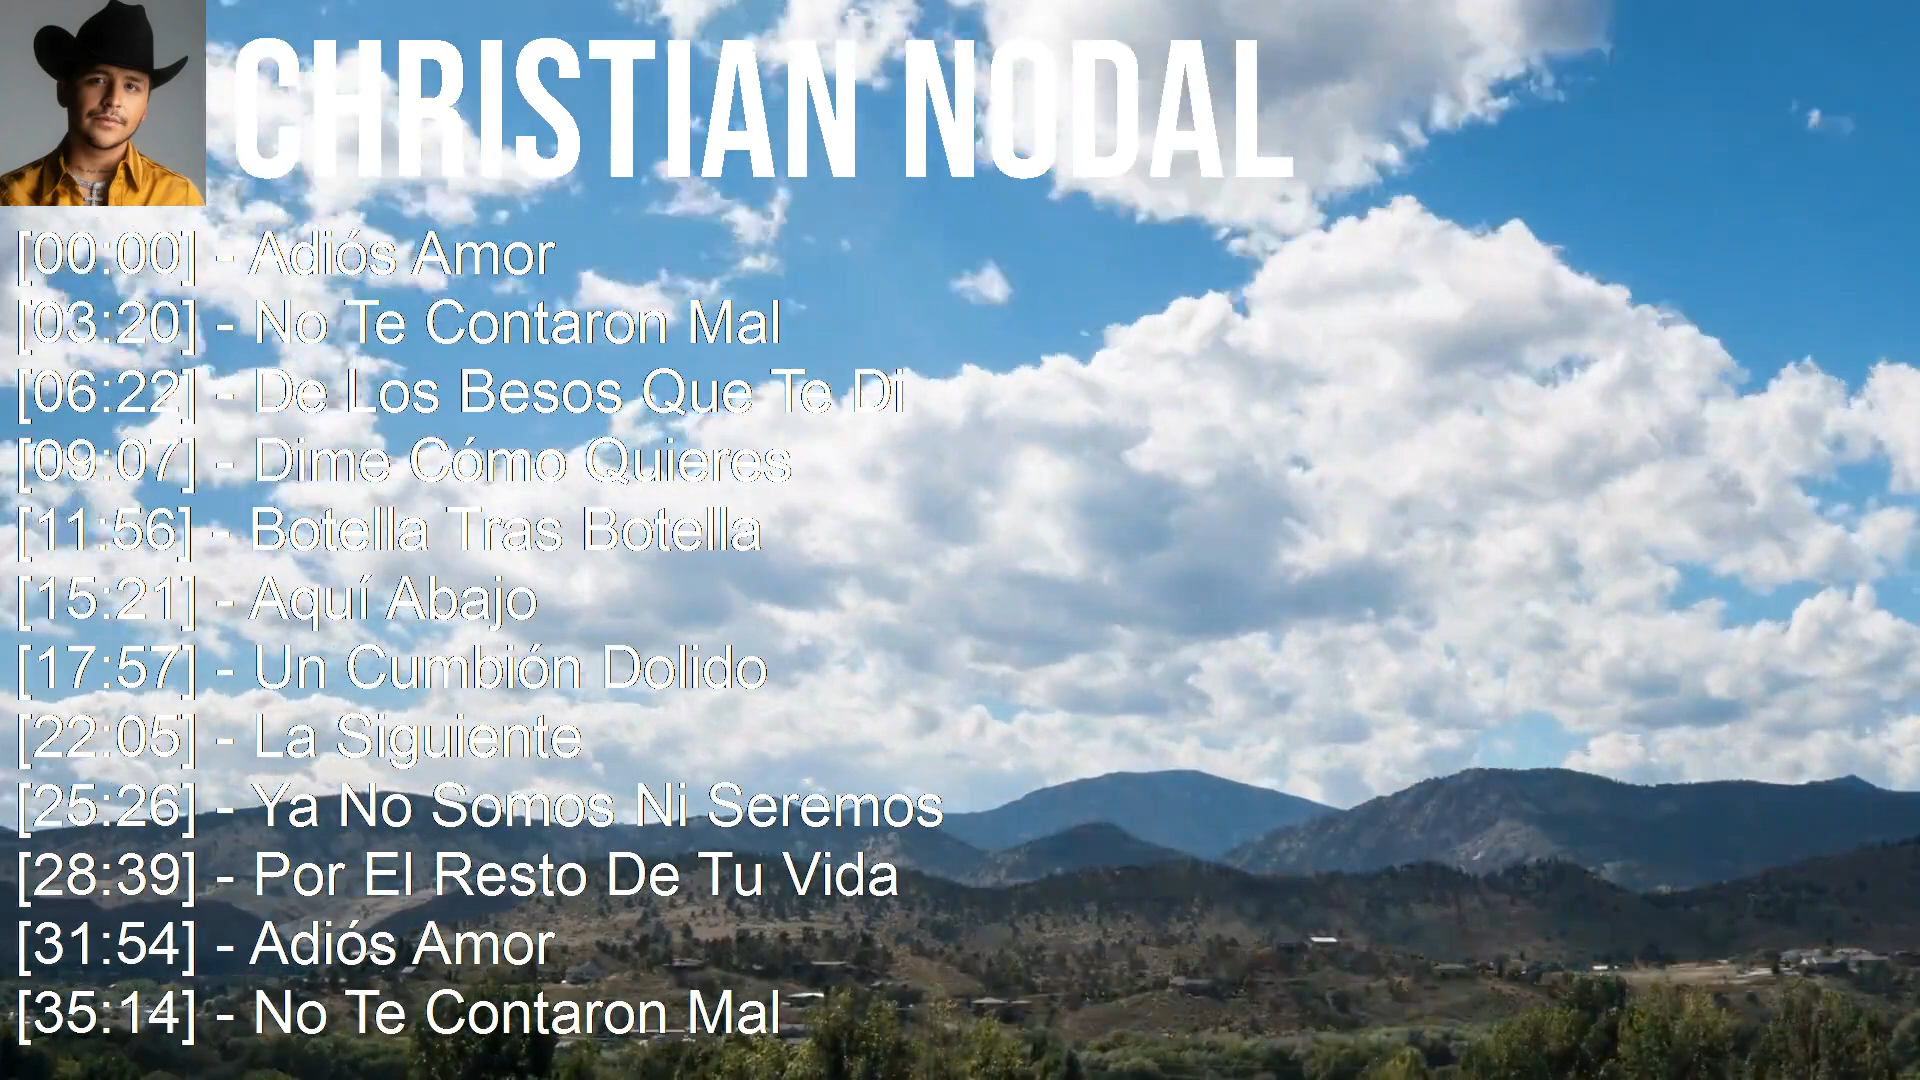 CHRISTIAN NODAL
[00:00] - Adiós Amor
[03:20] - No Te Contaron Mal
[06:22] - De Los Besos Que Te Di
[09:07] - Dime Cómo Quieres
[11:56] - Botella Tras Botella
[15:21] - Aquí Abajo
[17:57] - Un Cumbión Dolido
[22:05] - La Siguiente
[25:26] - Ya No Somos Ni Seremos
[28:39] - Por El Resto De Tu Vida
[31:54] - Adiós Amor
[35:14] - No Te Contaron Mal